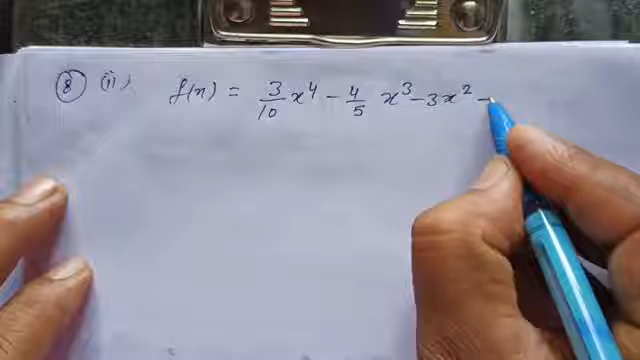 ⑧ (ii) f(x) = 3/10 x⁴ - 4/5 x³ - 3x² -